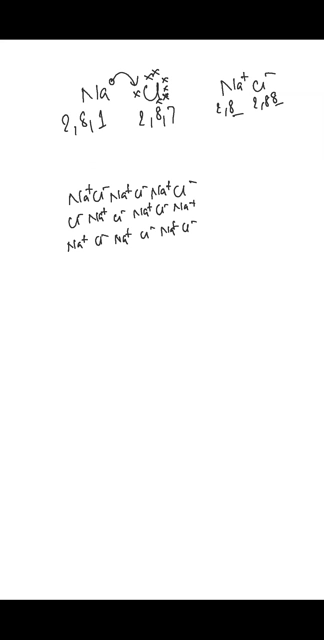 Na Cl Na⁺ Cl⁻
2,8,1 2,8,7 2,8 2,8,8
Na⁺ Cl⁻ Na⁺ Cl⁻ Na⁺ Cl⁻
Cl⁻ Na⁺ Cl⁻ Na⁺ Cl⁻ Na⁺
Na⁺ Cl⁻ Na⁺ Cl⁻ Na⁺ Cl⁻